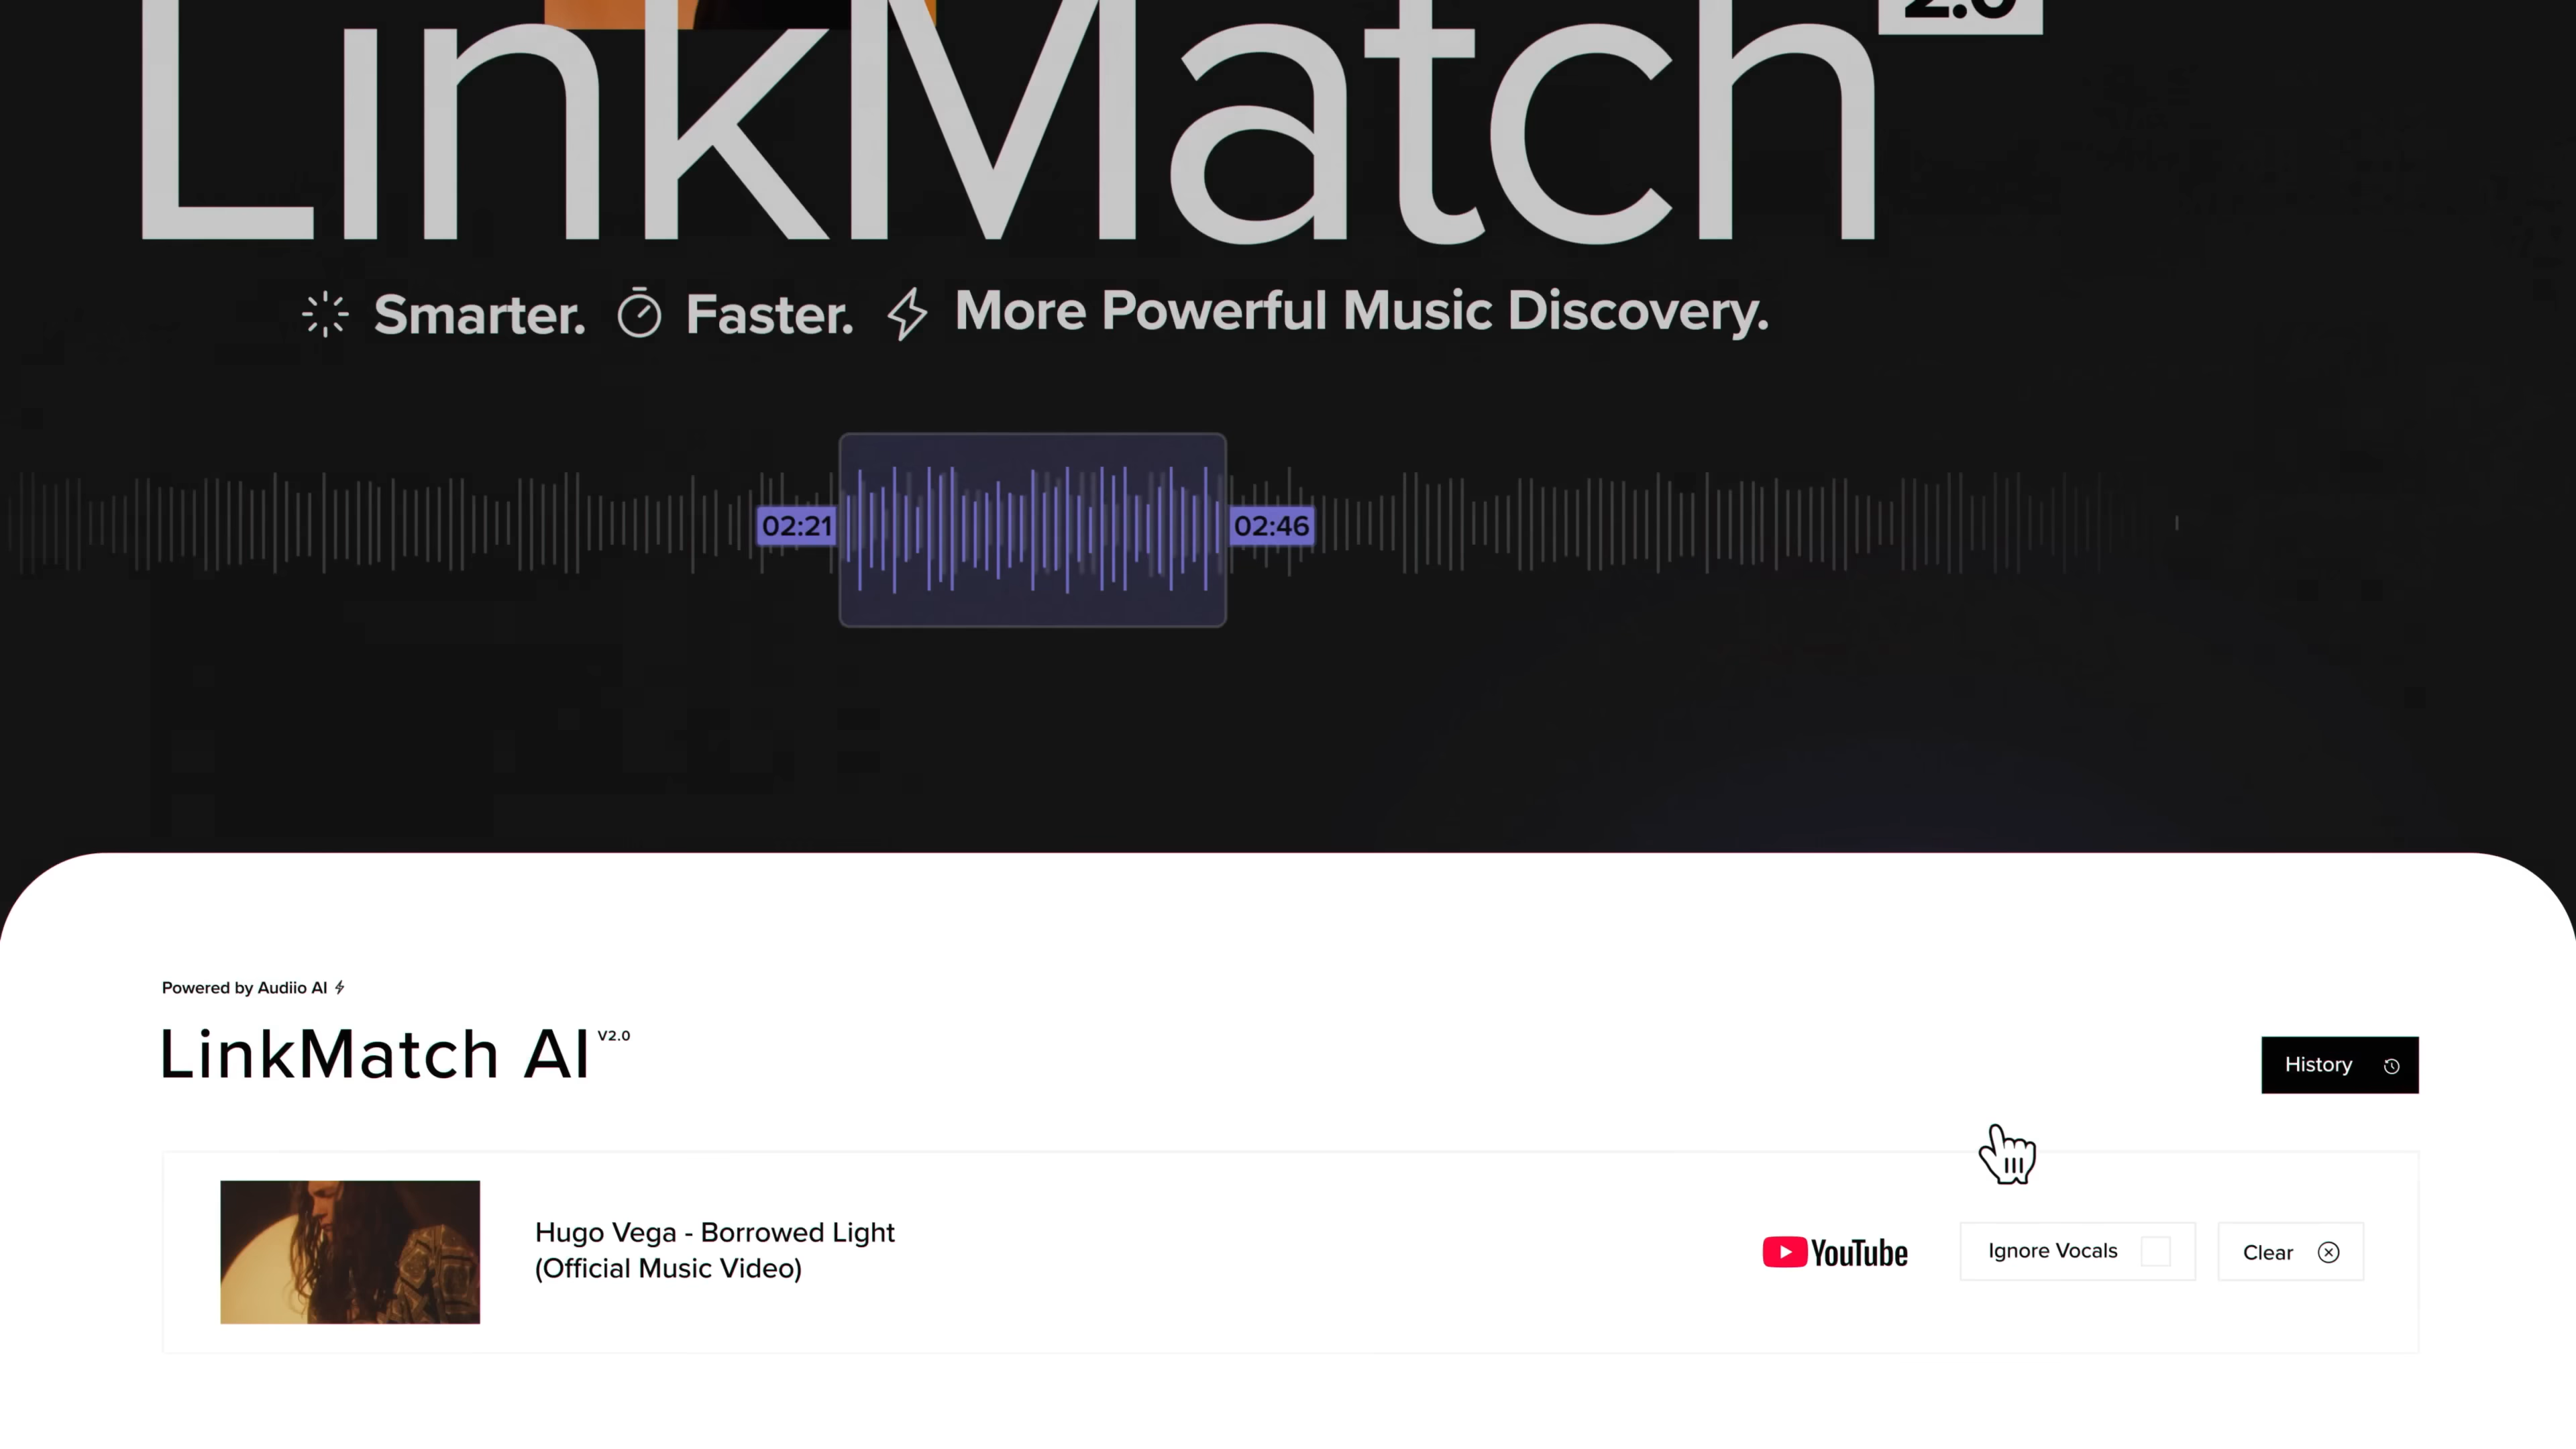 LinkMatch
2.0
Smarter. Faster. More Powerful Music Discovery.
02:21
02:46
Powered by Audiio AI
LinkMatch AI V2.0
History
Hugo Vega - Borrowed Light
(Official Music Video)
YouTube
Ignore Vocals
Clear